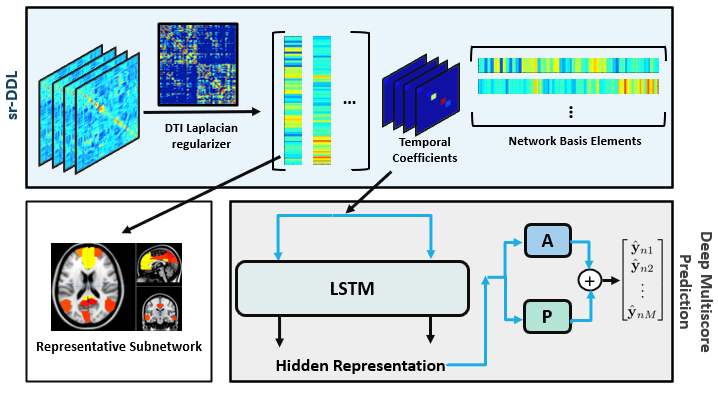 sr-DDL
DTI Laplacian
regularizer
...
Temporal
Coefficients
Network Basis Elements
⋮
Representative Subnetwork
LSTM
Hidden Representation
A
P
+
ŷn1
ŷn2
⋮
ŷnM
Deep Multiscore
Prediction